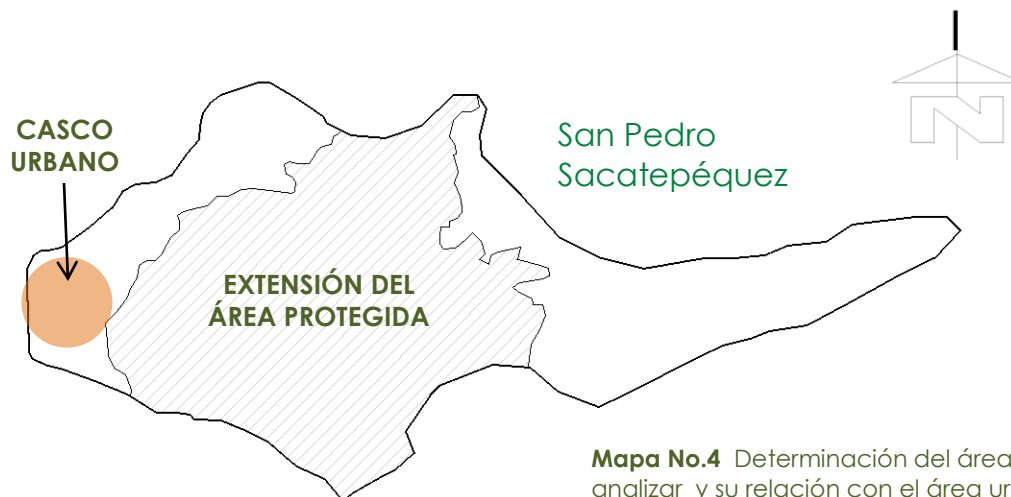 CASCO
URBANO
San Pedro
Sacatepéquez
N
EXTENSIÓN DEL
ÁREA PROTEGIDA
Mapa No.4 Determinación del área
analizar y su relación con el área